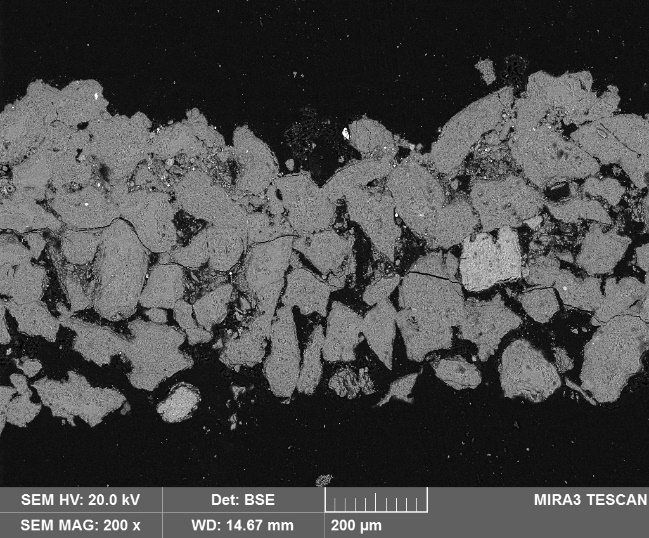 SEM HV: 20.0 kV Det: BSE MIRA3 TESCAN
SEM MAG: 200 x WD: 14.67 mm 200 µm